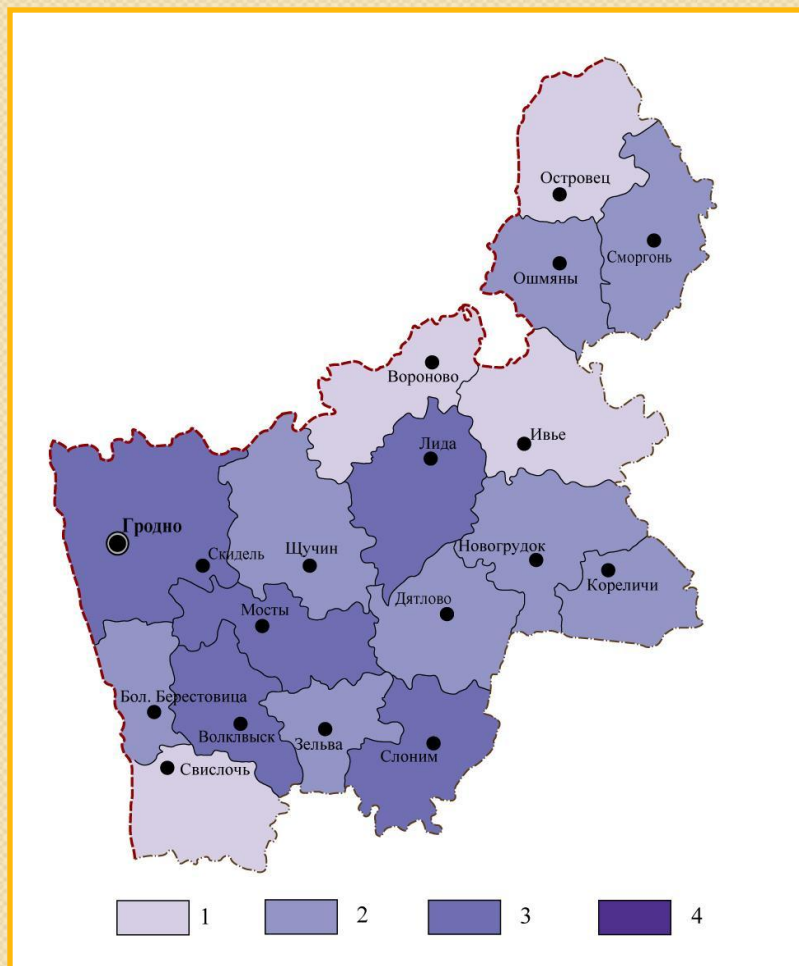 Островец
Сморгонь
Ошмяны
Вороново
Ивье
Лида
Гродно
Скидель
Щучин
Новогрудок
Кореличи
Дятлово
Мосты
Бол. Берестовица
Волклвыск
Зельва
Слоним
Свислочь
1 2 3 4